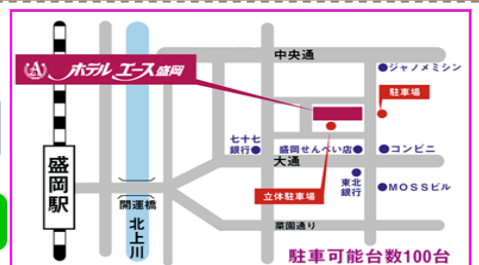 中央通
ジャノメミシン
ホテル エース 盛岡
駐車場
七十七
銀行
盛岡せんべい店
コンビニ
大通
盛岡駅
東北
銀行
MOSSビル
立体駐車場
開運橋
北上川
菜園通り
駐車可能台数100台